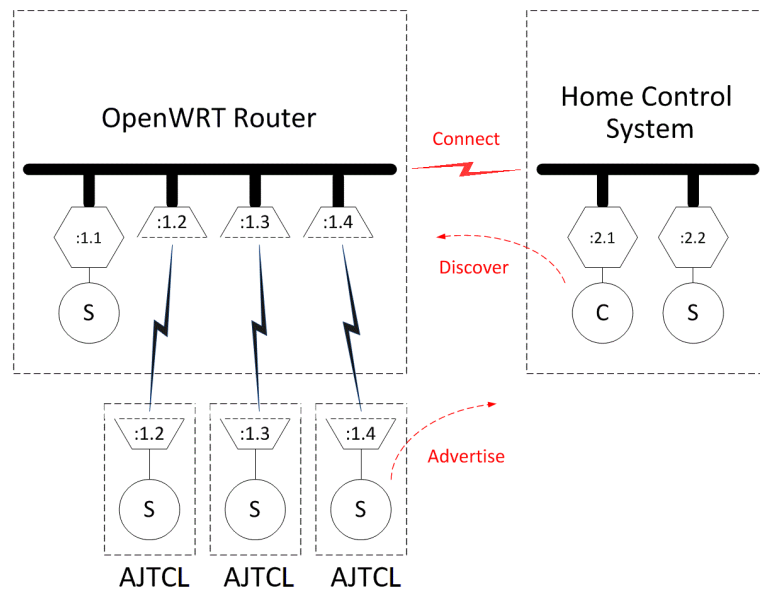 OpenWRT Router
Home Control
System
Connect
:1.1
:1.2
:1.3
:1.4
:2.1
:2.2
Discover
S
C
S
:1.2
:1.3
:1.4
Advertise
S
S
S
AJTCL
AJTCL
AJTCL